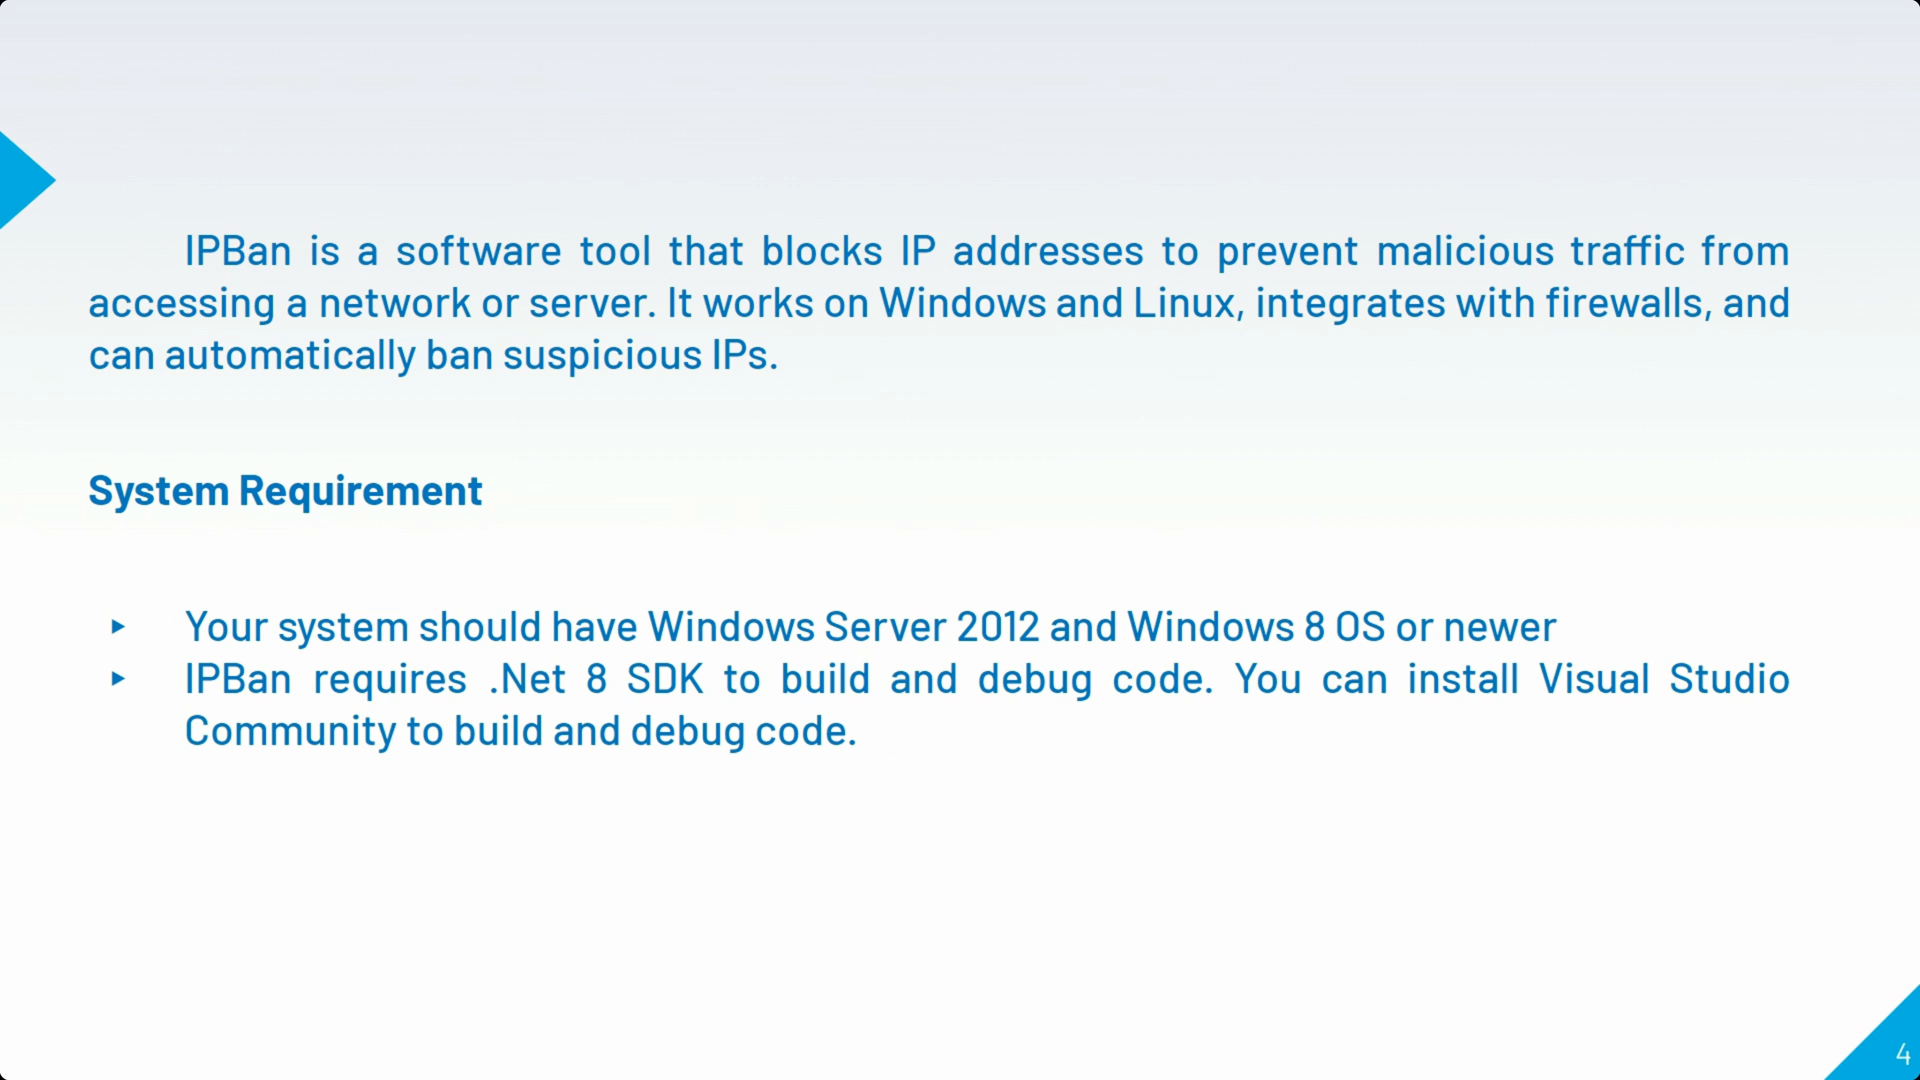 IPBan is a software tool that blocks IP addresses to prevent malicious traffic from
accessing a network or server. It works on Windows and Linux, integrates with firewalls, and
can automatically ban suspicious IPs.
System Requirement
▸ Your system should have Windows Server 2012 and Windows 8 OS or newer
▸ IPBan requires .Net 8 SDK to build and debug code. You can install Visual Studio
Community to build and debug code.
4